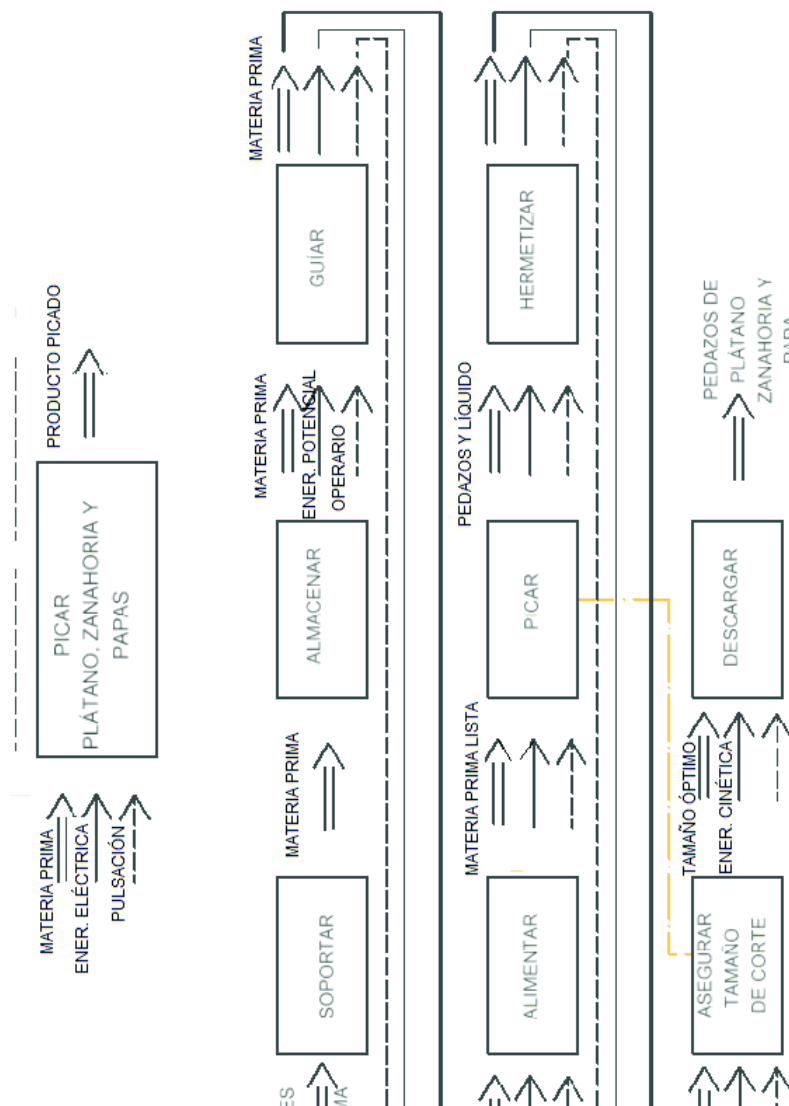 MATERIA PRIMA
ENER. ELÉCTRICA
PULSACIÓN
PICAR
PLÁTANO, ZANAHORIA Y
PAPAS
PRODUCTO PICADO
SOPORTAR
MATERIA PRIMA
ALMACENAR
MATERIA PRIMA
ENER. POTENCIAL
OPERARIO
GUÍAR
MATERIA PRIMA
ALIMENTAR
MATERIA PRIMA LISTA
PICAR
PEDAZOS Y LÍQUIDO
HERMETIZAR
ASEGURAR
TAMAÑO
DE CORTE
TAMAÑO ÓPTIMO
ENER. CINÉTICA
DESCARGAR
PEDAZOS DE
PLÁTANO
ZANAHORIA Y
PAPA